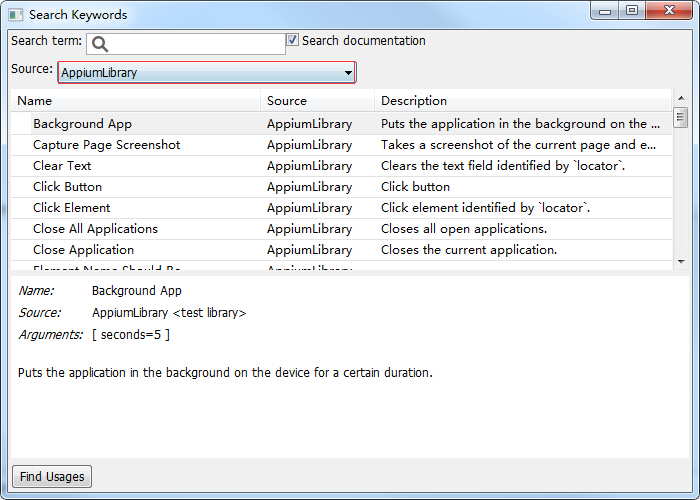 Search Keywords
Search term: Search documentation
Source: AppiumLibrary
Name Source Description
Background App AppiumLibrary Puts the application in the background on the ...
Capture Page Screenshot AppiumLibrary Takes a screenshot of the current page and e...
Clear Text AppiumLibrary Clears the text field identified by `locator`.
Click Button AppiumLibrary Click button
Click Element AppiumLibrary Click element identified by `locator`.
Close All Applications AppiumLibrary Closes all open applications.
Close Application AppiumLibrary Closes the current application.
Element Name Should Be AppiumLibrary
Name: Background App
Source: AppiumLibrary <test library>
Arguments: [ seconds=5 ]
Puts the application in the background on the device for a certain duration.
Find Usages